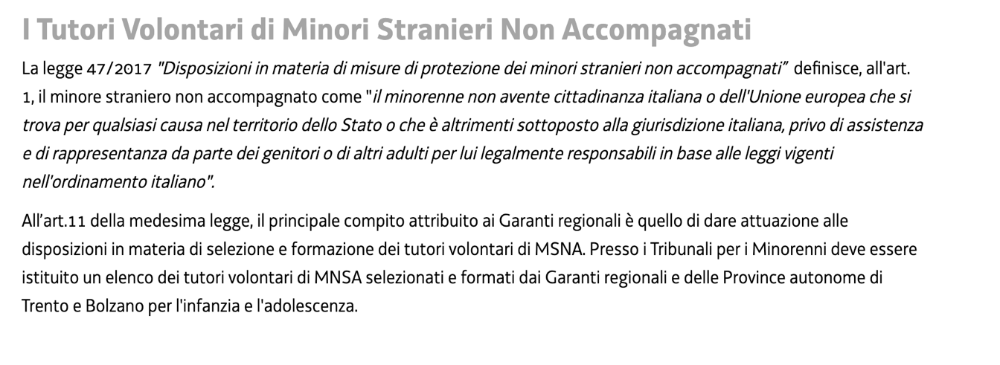 I Tutori Volontari di Minori Stranieri Non Accompagnati
La legge 47/2017 "Disposizioni in materia di misure di protezione dei minori stranieri non accompagnati” definisce, all'art.
1, il minore straniero non accompagnato come "il minorenne non avente cittadinanza italiana o dell'Unione europea che si
trova per qualsiasi causa nel territorio dello Stato o che è altrimenti sottoposto alla giurisdizione italiana, privo di assistenza
e di rappresentanza da parte dei genitori o di altri adulti per lui legalmente responsabili in base alle leggi vigenti
nell'ordinamento italiano".
All’art.11 della medesima legge, il principale compito attribuito ai Garanti regionali è quello di dare attuazione alle
disposizioni in materia di selezione e formazione dei tutori volontari di MSNA. Presso i Tribunali per i Minorenni deve essere
istituito un elenco dei tutori volontari di MNSA selezionati e formati dai Garanti regionali e delle Province autonome di
Trento e Bolzano per l'infanzia e l'adolescenza.